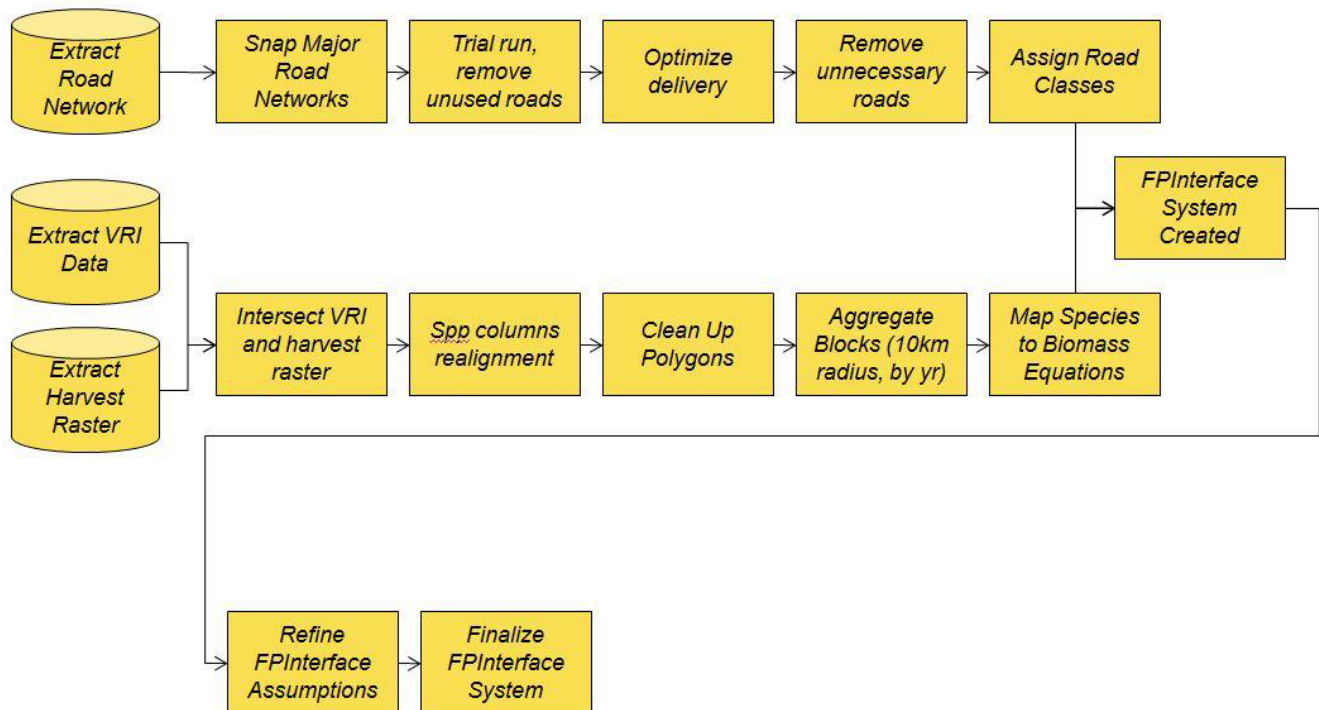 Extract
Road
Network
Snap Major
Road
Networks
Trial run,
remove
unused roads
Optimize
delivery
Remove
unnecessary
roads
Assign Road
Classes
FPInterface
System
Created
Extract VRI
Data
Extract
Harvest
Raster
Intersect VRI
and harvest
raster
Spp columns
realignment
Clean Up
Polygons
Aggregate
Blocks (10km
radius, by yr)
Map Species
to Biomass
Equations
Refine
FPInterface
Assumptions
Finalize
FPInterface
System